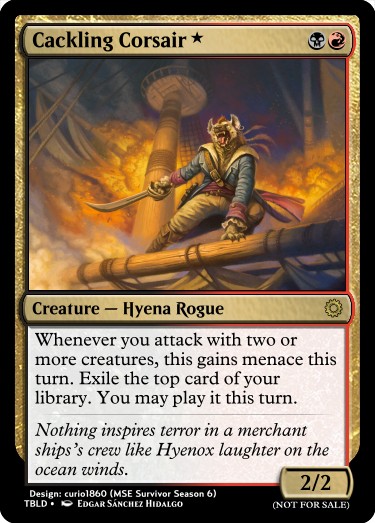 Cackling Corsair ★
Creature — Hyena Rogue
Whenever you attack with two or
more creatures, this gains menace this
turn. Exile the top card of your
library. You may play it this turn.
Nothing inspires terror in a merchant
ships's crew like Hyenox laughter on the
ocean winds.
2/2
Design: curio1860 (MSE Survivor Season 6)
TBLD • Edgar Sánchez Hidalgo
(NOT FOR SALE)